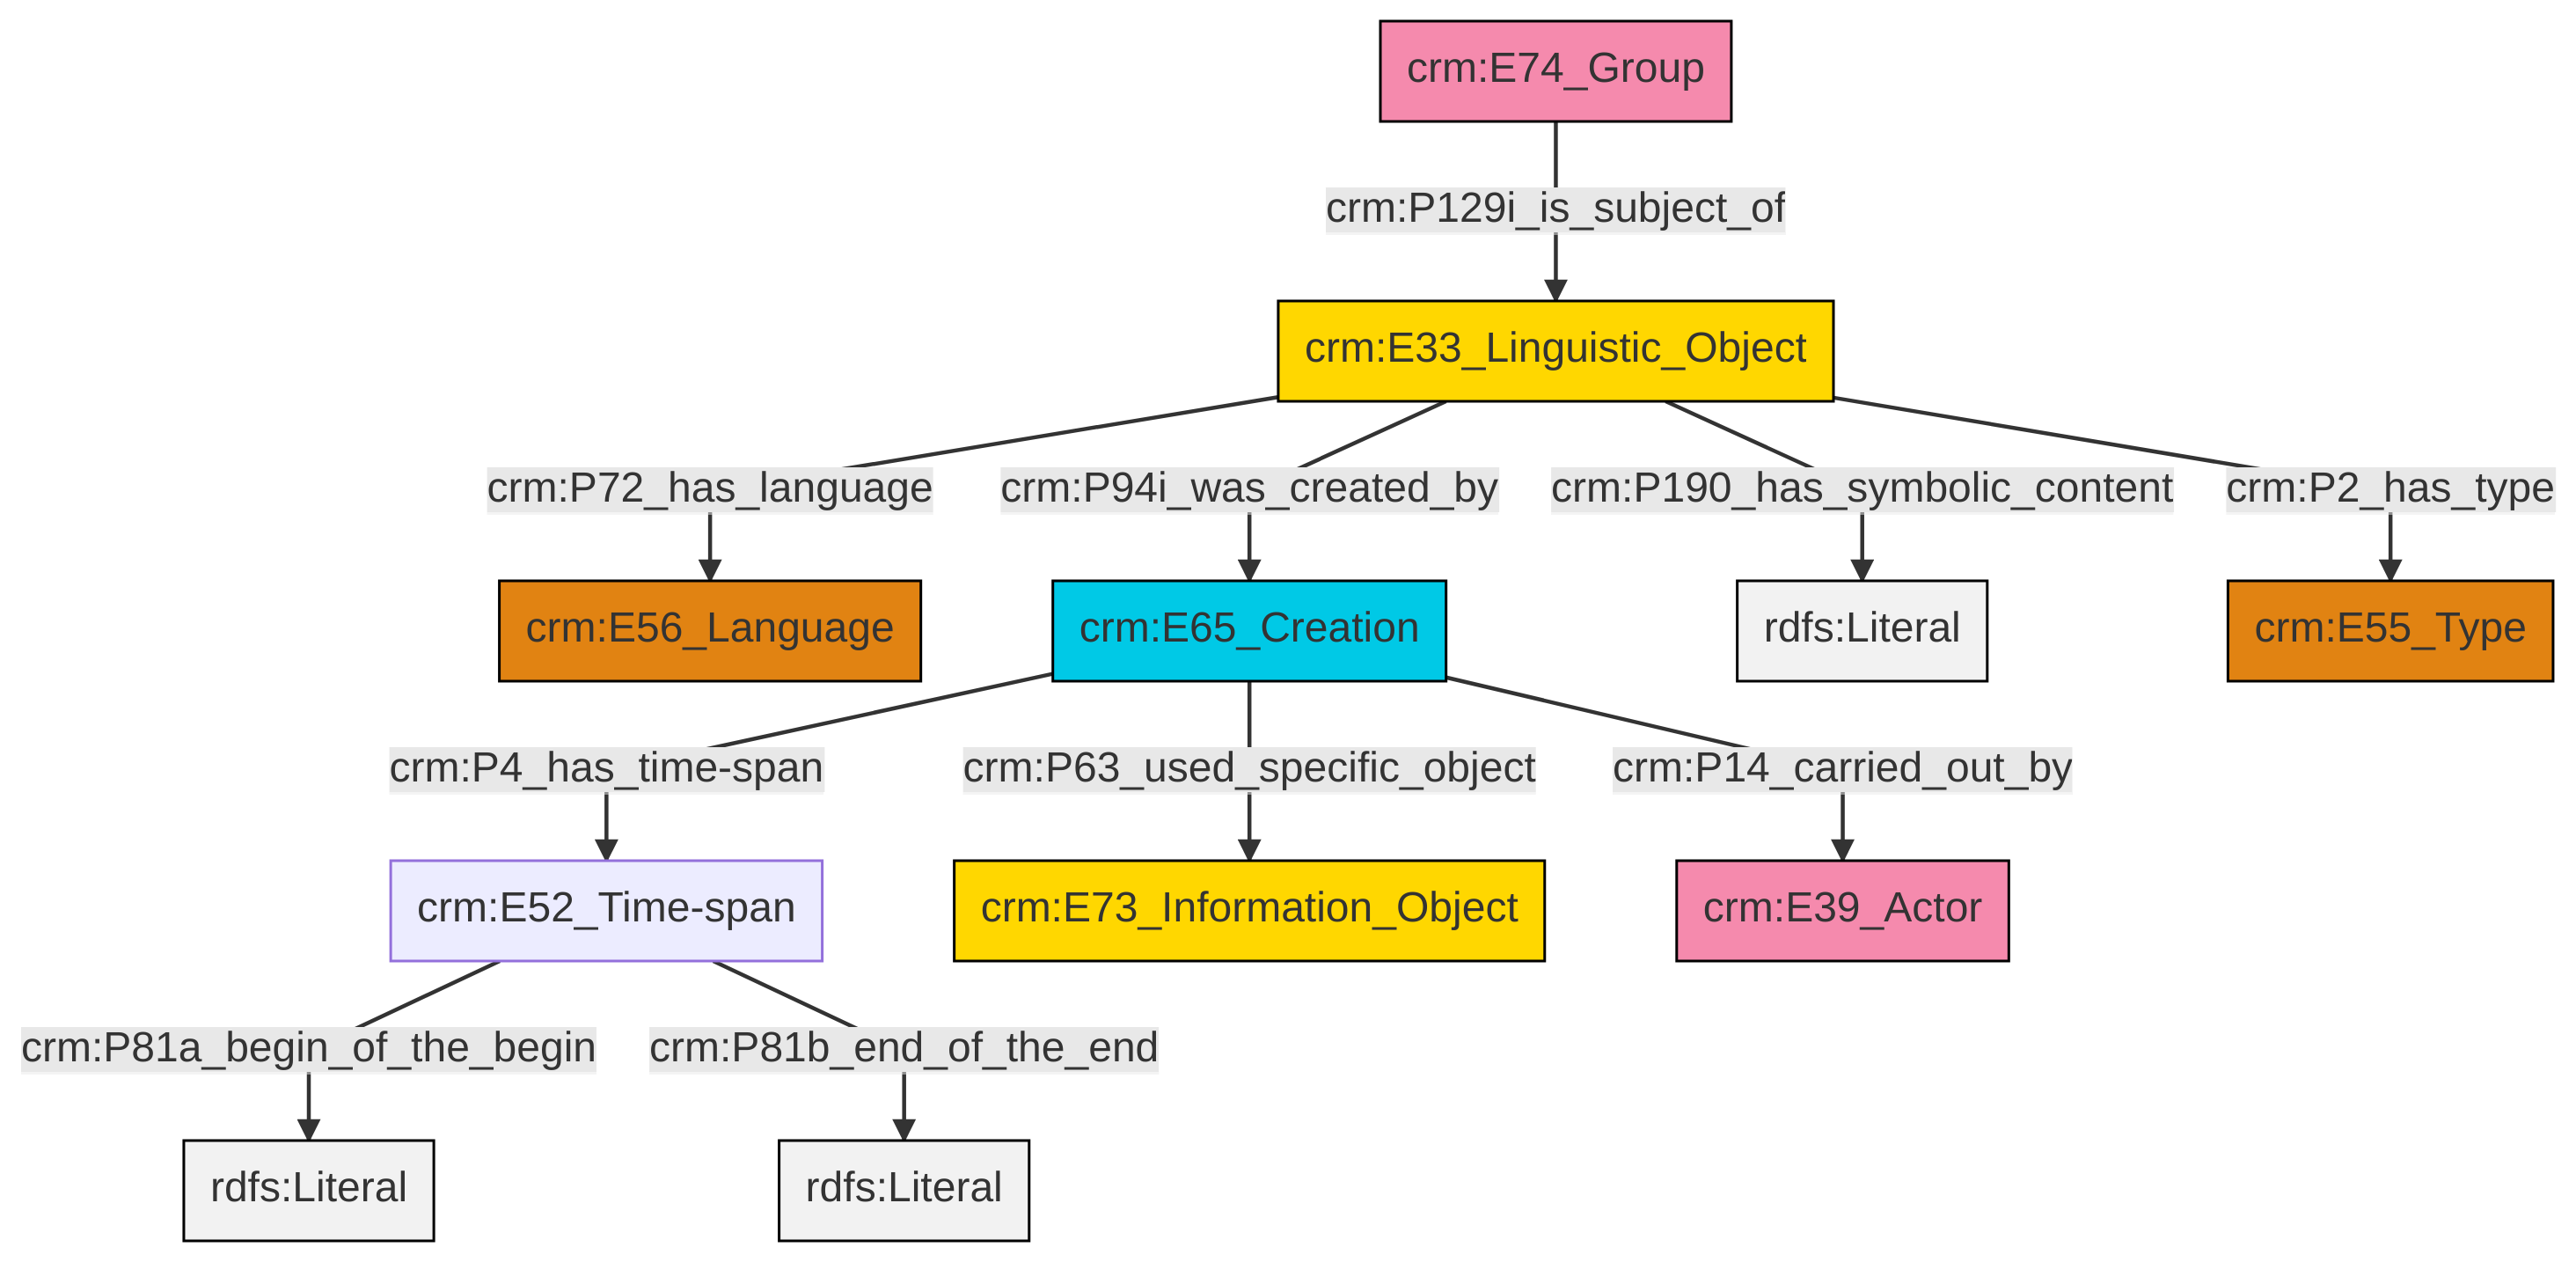 crm:E74_Group
crm:P129i_is_subject_of
crm:E33_Linguistic_Object
crm:P72_has_language
crm:P94i_was_created_by
crm:P190_has_symbolic_content
crm:P2_has_type
crm:E56_Language
crm:E65_Creation
rdfs:Literal
crm:E55_Type
crm:P4_has_time-span
crm:P63_used_specific_object
crm:P14_carried_out_by
crm:E52_Time-span
crm:E73_Information_Object
crm:E39_Actor
crm:P81a_begin_of_the_begin
crm:P81b_end_of_the_end
rdfs:Literal
rdfs:Literal